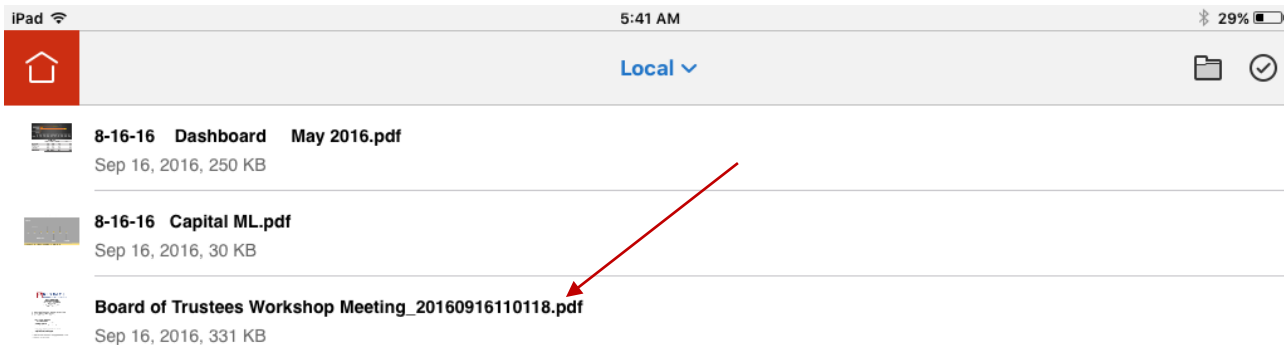 iPad 5:41 AM 29%
Local
8-16-16 Dashboard May 2016.pdf
Sep 16, 2016, 250 KB
8-16-16 Capital ML.pdf
Sep 16, 2016, 30 KB
Board of Trustees Workshop Meeting_20160916110118.pdf
Sep 16, 2016, 331 KB